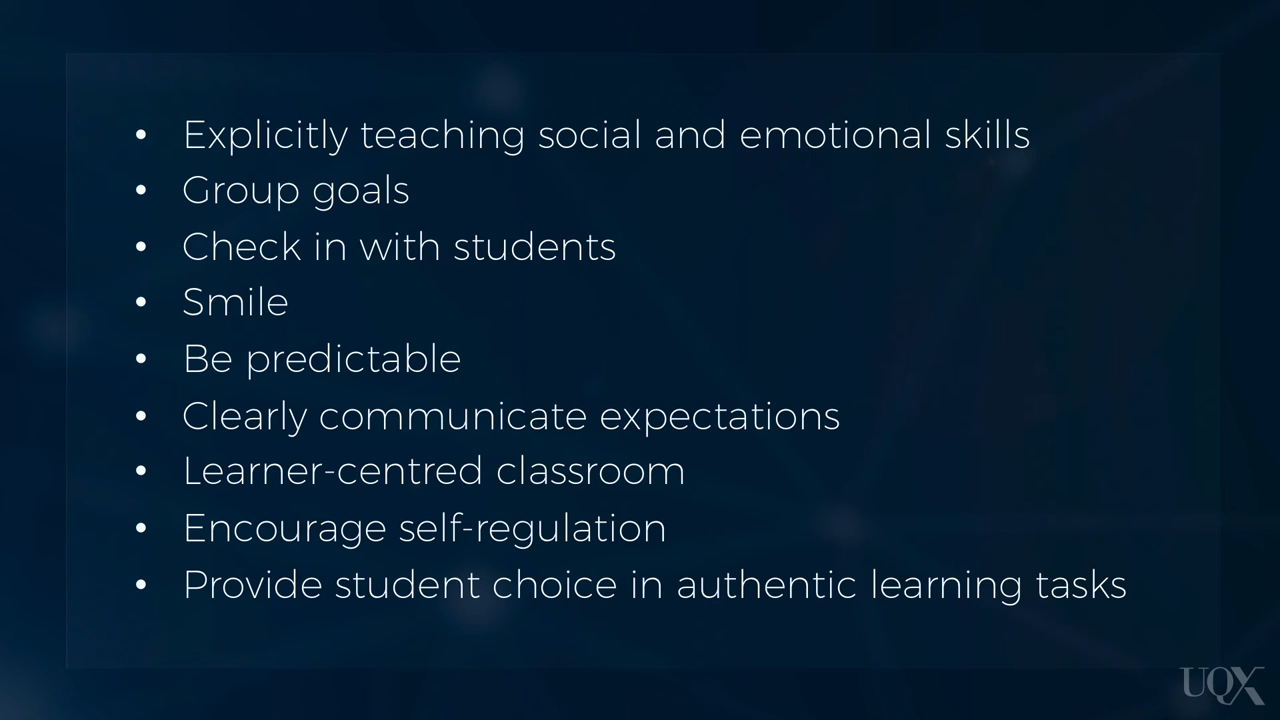 • Explicitly teaching social and emotional skills
• Group goals
• Check in with students
• Smile
• Be predictable
• Clearly communicate expectations
• Learner-centred classroom
• Encourage self-regulation
• Provide student choice in authentic learning tasks
UQX